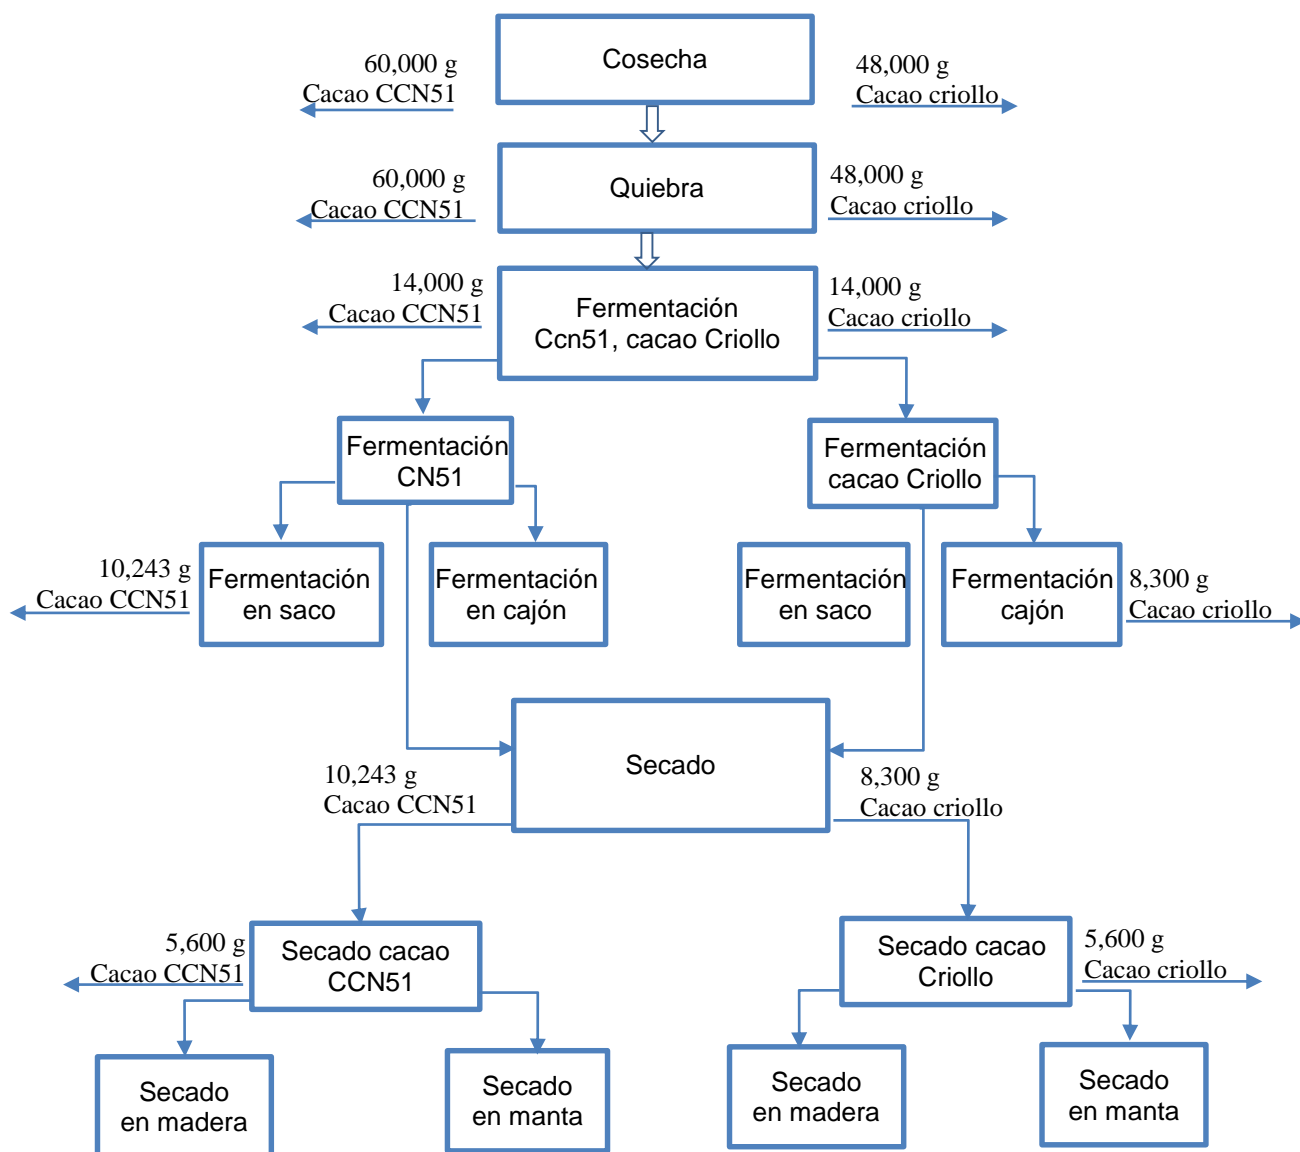 Cosecha
60,000 g
Cacao CCN51
48,000 g
Cacao criollo
Quiebra
60,000 g
Cacao CCN51
48,000 g
Cacao criollo
14,000 g
Cacao CCN51
Fermentación
Ccn51, cacao Criollo
14,000 g
Cacao criollo
Fermentación
CN51
Fermentación
cacao Criollo
10,243 g
Cacao CCN51
Fermentación
en saco
Fermentación
en cajón
Fermentación
en saco
Fermentación
cajón
8,300 g
Cacao criollo
Secado
10,243 g
Cacao CCN51
8,300 g
Cacao criollo
5,600 g
Cacao CCN51
Secado cacao
CCN51
Secado cacao
Criollo
5,600 g
Cacao criollo
Secado
en madera
Secado
en manta
Secado
en madera
Secado
en manta